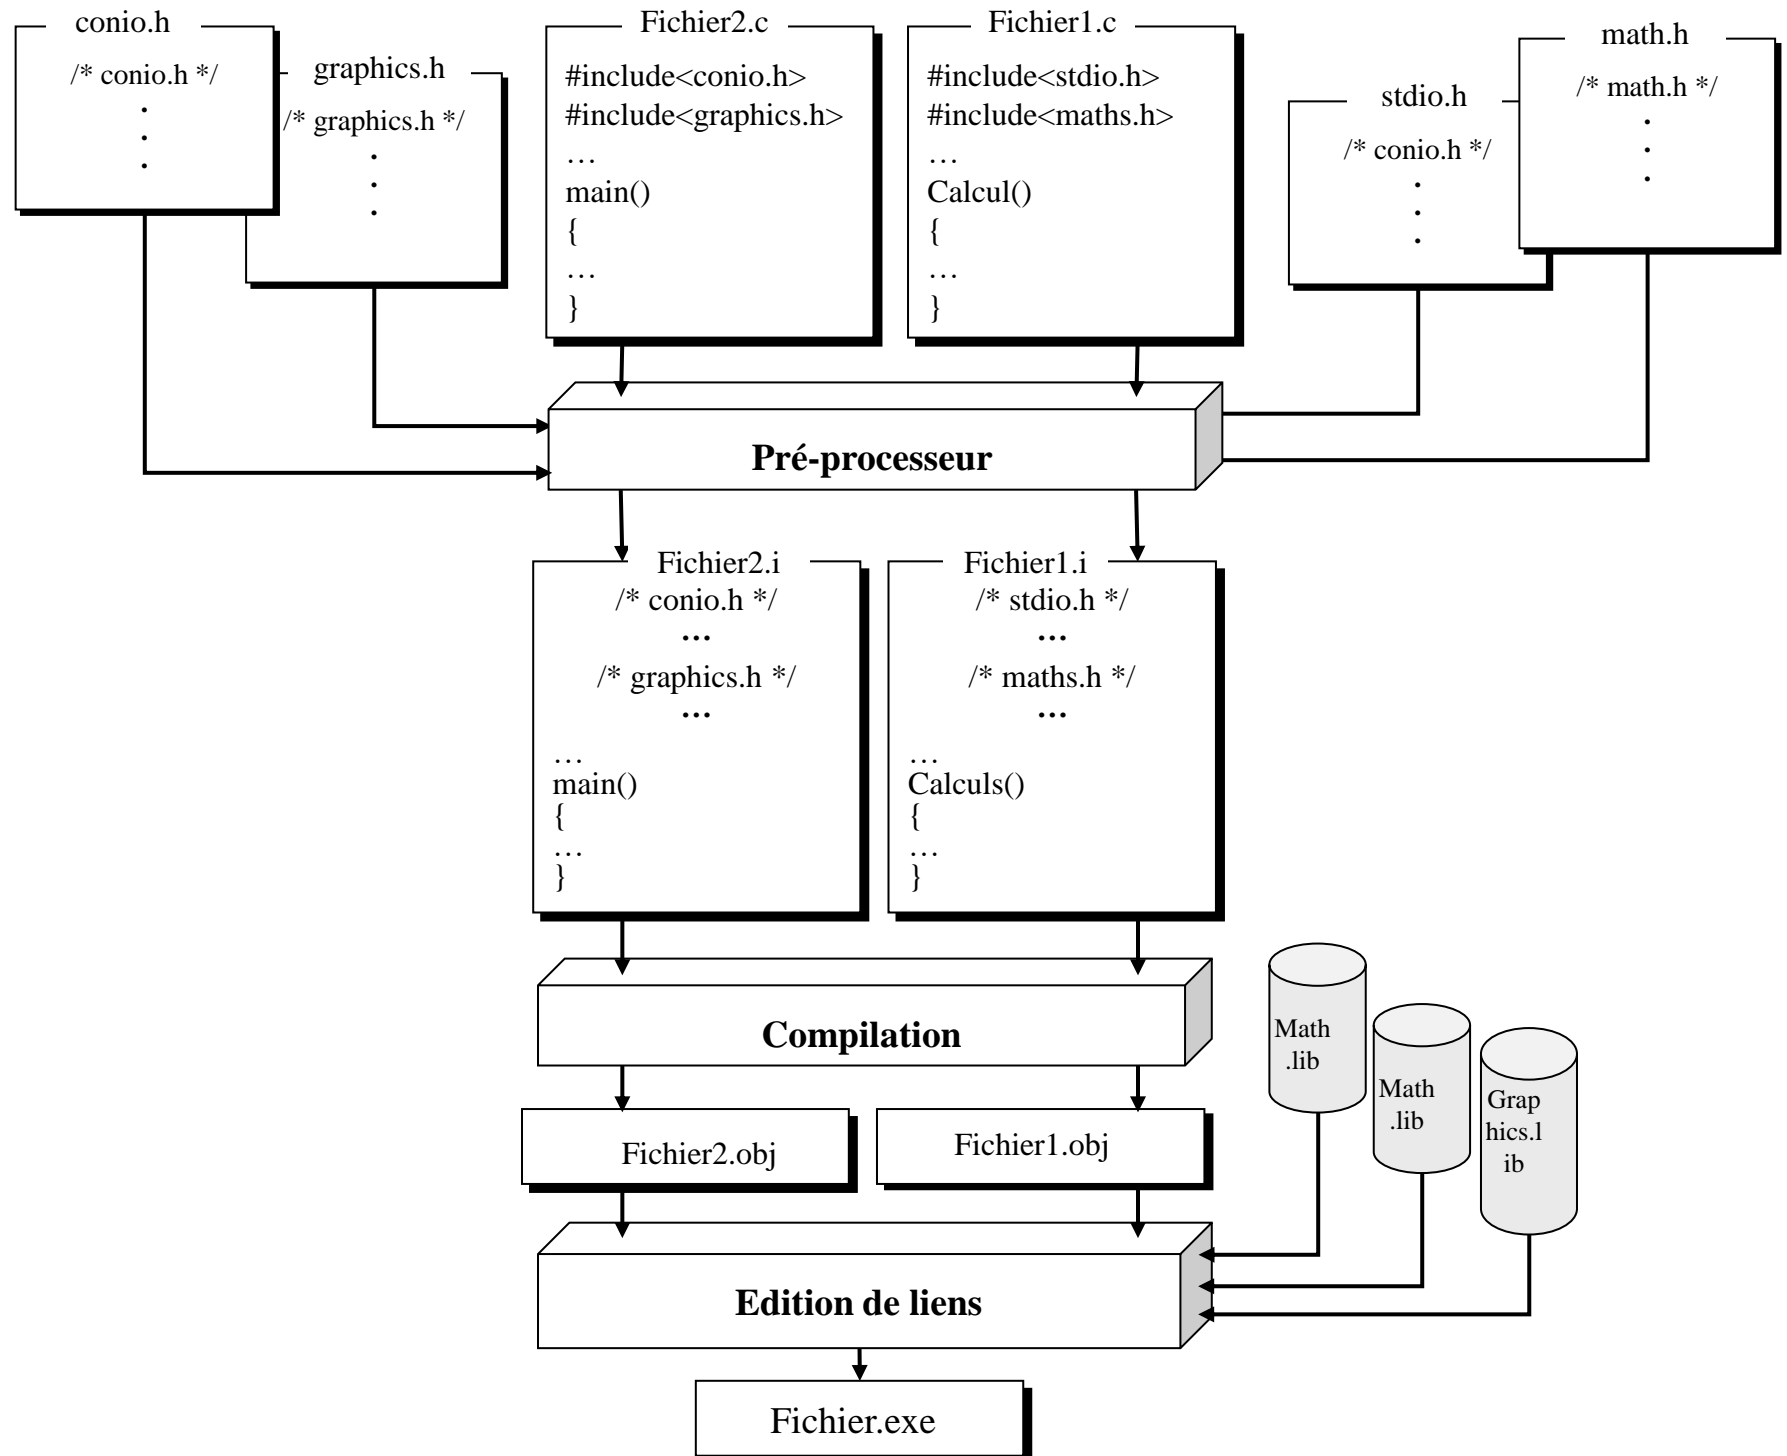 conio.h
/* conio.h */
.
.
.
graphics.h
/* graphics.h */
.
.
.
Fichier2.c
#include<conio.h>
#include<graphics.h>
…
main()
{
…
}
Fichier1.c
#include<stdio.h>
#include<maths.h>
…
Calcul()
{
…
}
stdio.h
/* conio.h */
.
.
.
math.h
/* math.h */
.
.
.
Pré-processeur
Fichier2.i
/* conio.h */
…
/* graphics.h */
…
…
main()
{
…
}
Fichier1.i
/* stdio.h */
…
/* maths.h */
…
…
Calculs()
{
…
}
Compilation
Math
.lib
Math
.lib
Grap
hics.l
ib
Fichier2.obj
Fichier1.obj
Edition de liens
Fichier.exe